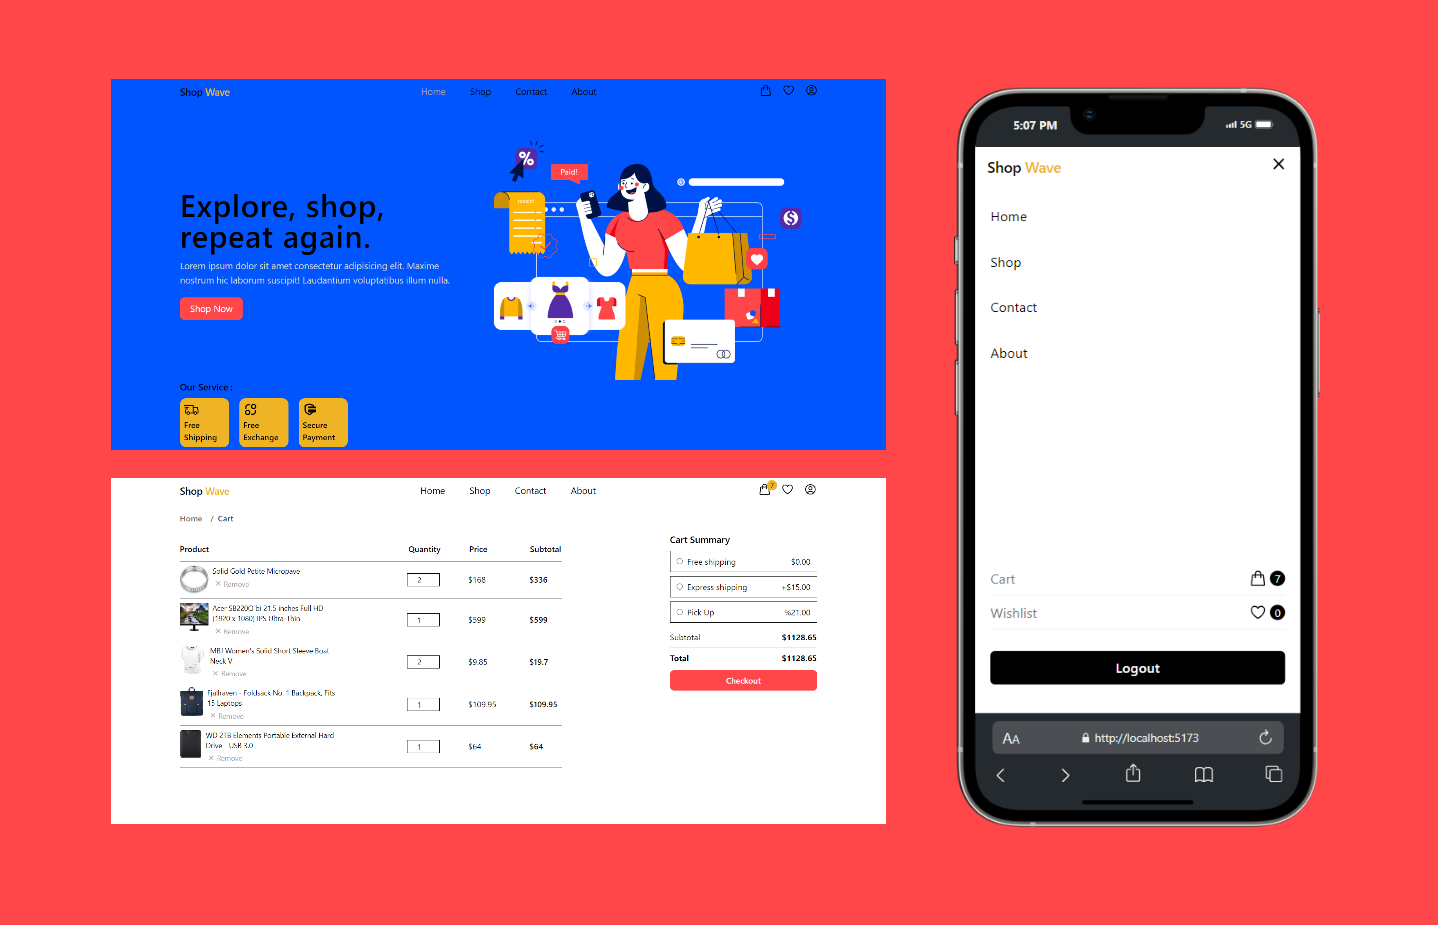 Shop Wave
Home Shop Contact About
%
Paid!
receipt
$
Explore, shop,
repeat again.
Lorem ipsum dolor sit amet consectetur adipisicing elit. Maxime
nostrum hic laborum suscipit! Laudantium voluptatibus illum nulla.
Shop Now
Our Service :
Free
Shipping
Free
Exchange
Secure
Payment
Shop Wave
Home Shop Contact About
7
Home / Cart
Product Quantity Price Subtotal
Solid Gold Petite Micropave
× Remove
2 $168 $336
Acer SB220Q bi 21.5 inches Full HD
(1920 x 1080) IPS Ultra-Thin
× Remove
1 $599 $599
MBJ Women's Solid Short Sleeve Boat
Neck V
× Remove
2 $9.85 $19.7
Fjallraven - Foldsack No. 1 Backpack, Fits
15 Laptops
× Remove
1 $109.95 $109.95
WD 2TB Elements Portable External Hard
Drive - USB 3.0
× Remove
1 $64 $64
Cart Summary
Free shipping $0.00
Express shipping +$15.00
Pick Up %21.00
Subtotal $1128.65
Total $1128.65
Checkout
5:07 PM 5G
Shop Wave
Home
Shop
Contact
About
Cart 7
Wishlist 0
Logout
AA http://localhost:5173